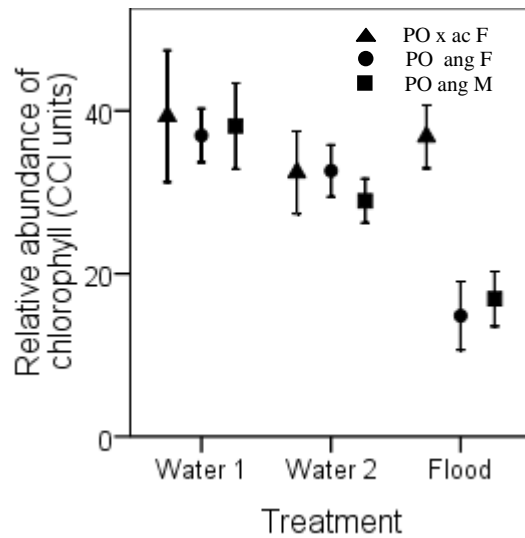 PO x ac F
PO ang F
PO ang M
Relative abundance of
chlorophyll (CCI units)
40
20
0
Water 1 Water 2 Flood
Treatment